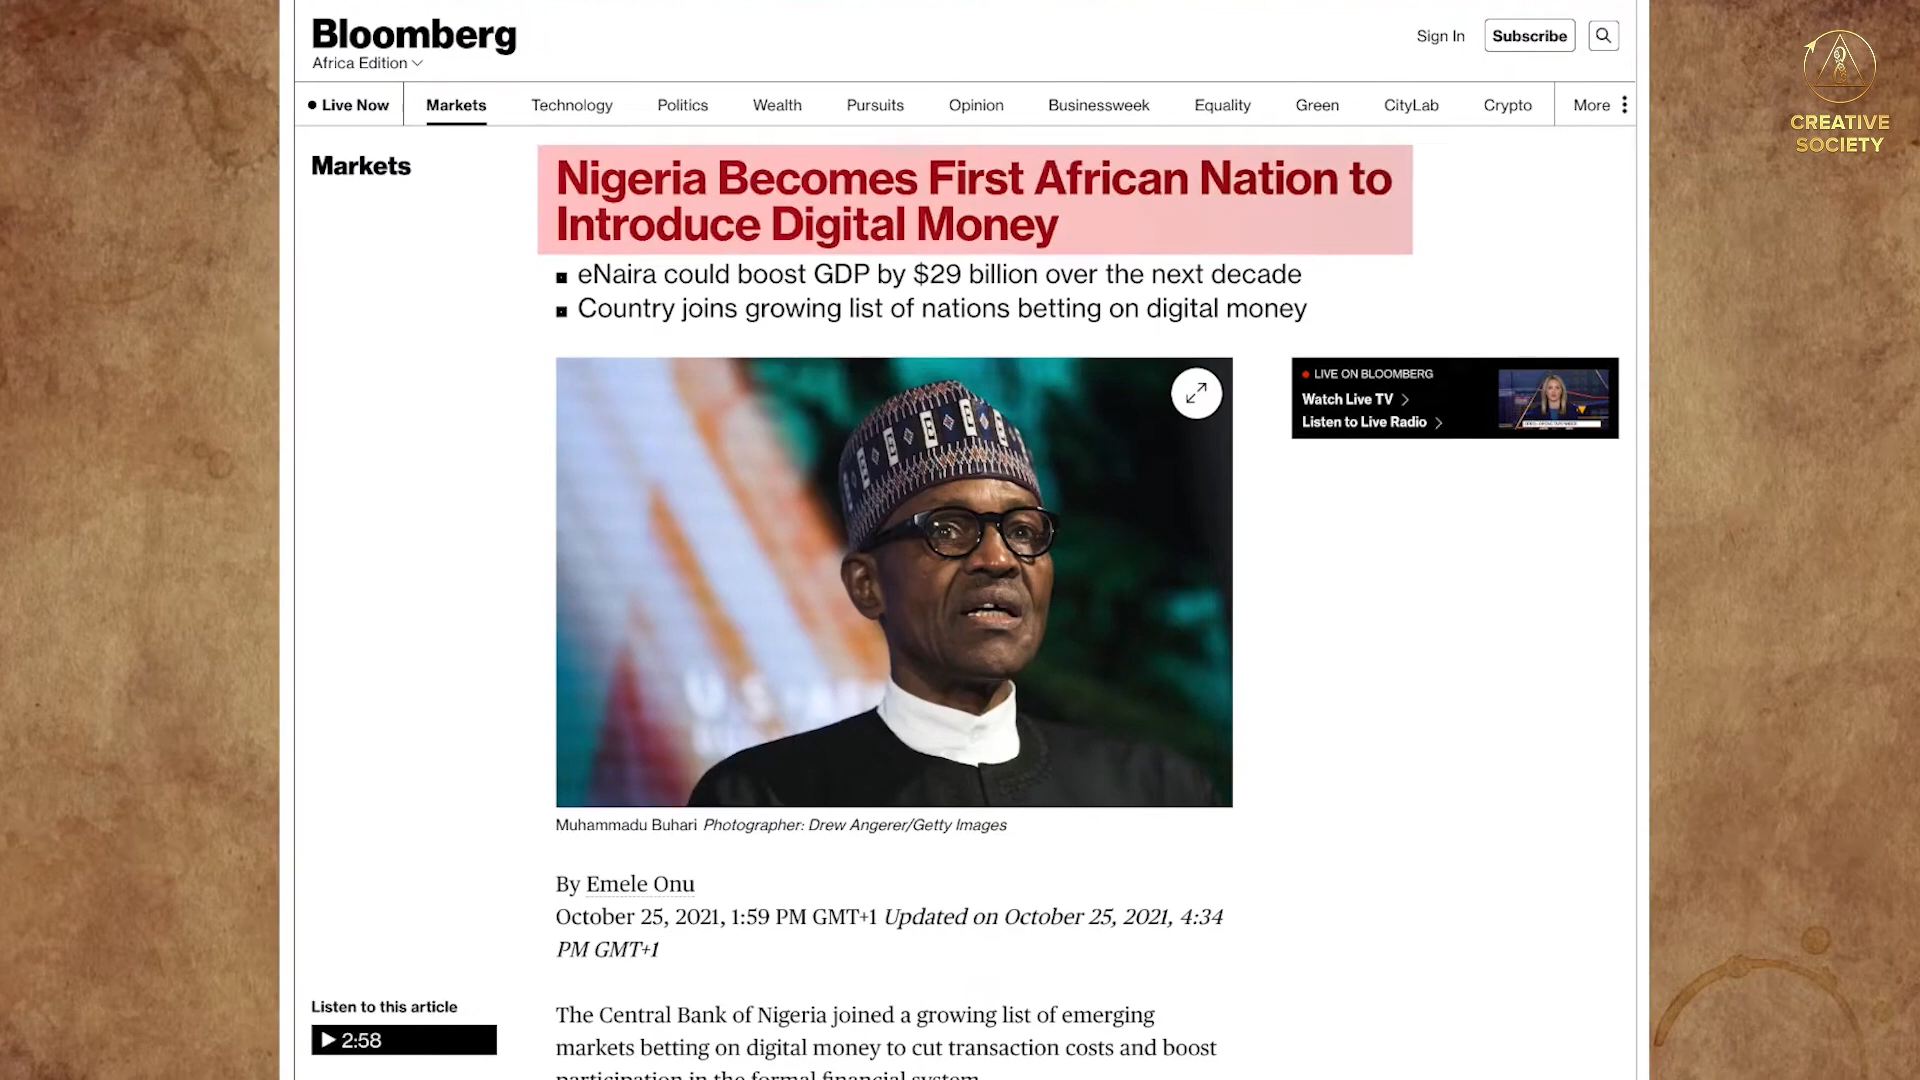 Bloomberg
Africa Edition
Sign In
Subscribe
CREATIVE
SOCIETY
Live Now
Markets
Technology
Politics
Wealth
Pursuits
Opinion
Businessweek
Equality
Green
CityLab
Crypto
More
Markets
Nigeria Becomes First African Nation to
Introduce Digital Money
eNaira could boost GDP by $29 billion over the next decade
Country joins growing list of nations betting on digital money
LIVE ON BLOOMBERG
Watch Live TV
Listen to Live Radio
Muhammadu Buhari Photographer: Drew Angerer/Getty Images
By Emele Onu
October 25, 2021, 1:59 PM GMT+1 Updated on October 25, 2021, 4:34
PM GMT+1
Listen to this article
2:58
The Central Bank of Nigeria joined a growing list of emerging
markets betting on digital money to cut transaction costs and boost
participation in the formal financial system